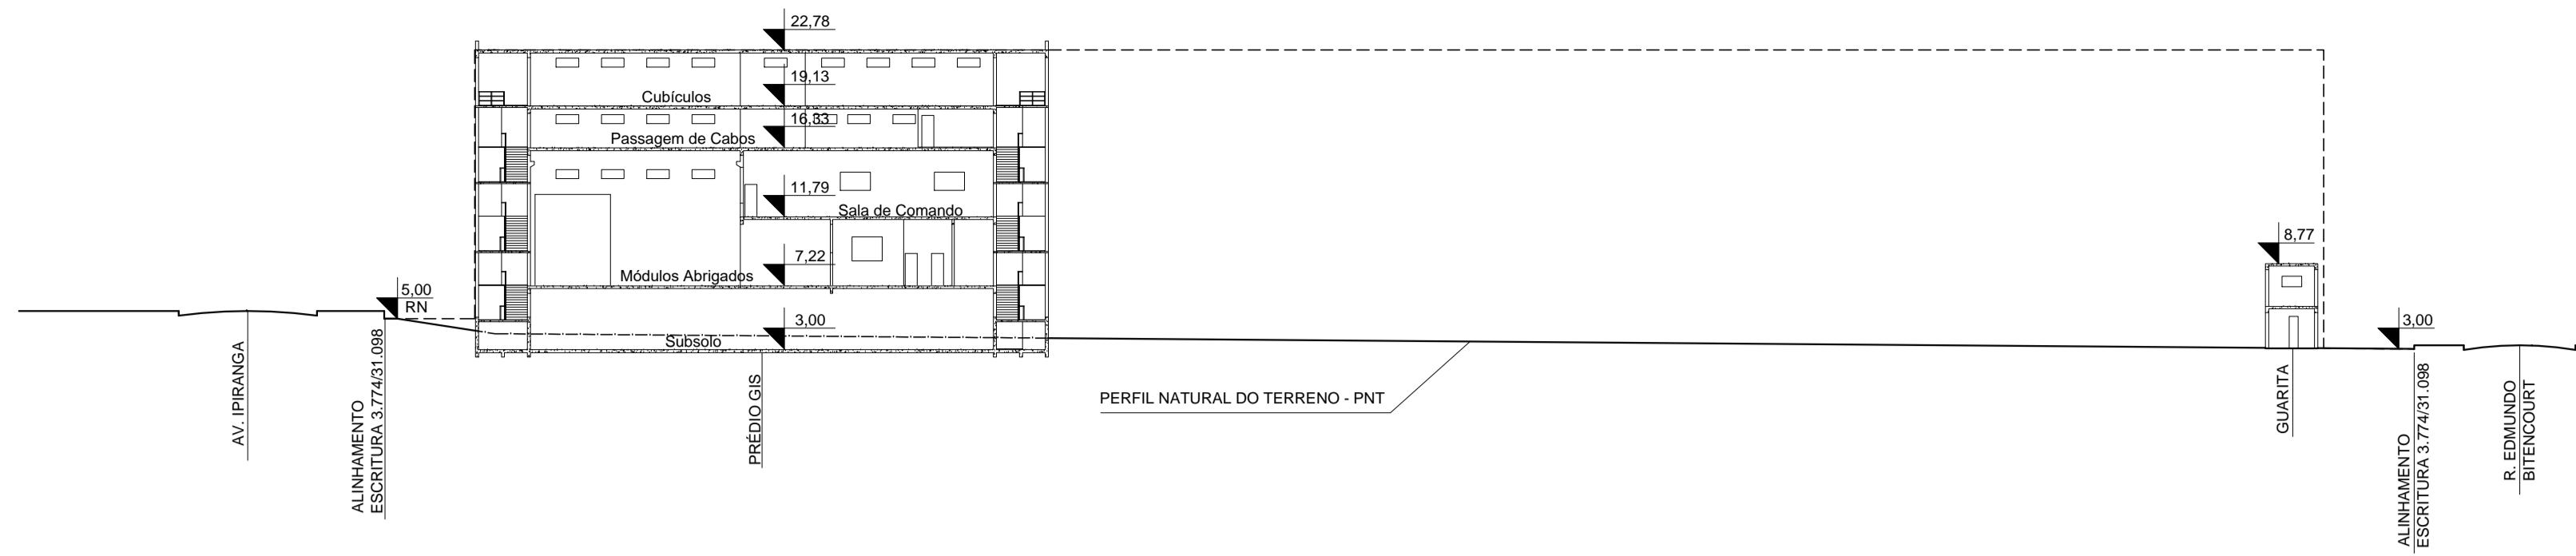 22,78
19,13
Cubículos
16,33
Passagem de Cabos
11,79
Sala de Comando
7,22
Módulos Abrigados
5,00
RN
3,00
Subsolo
8,77
3,00
AV. IPIRANGA
ALINHAMENTO
ESCRITURA 3.774/31.098
PRÉDIO GIS
PERFIL NATURAL DO TERRENO - PNT
GUARITA
ALINHAMENTO
ESCRITURA 3.774/31.098
R. EDMUNDO
BITENCOURT